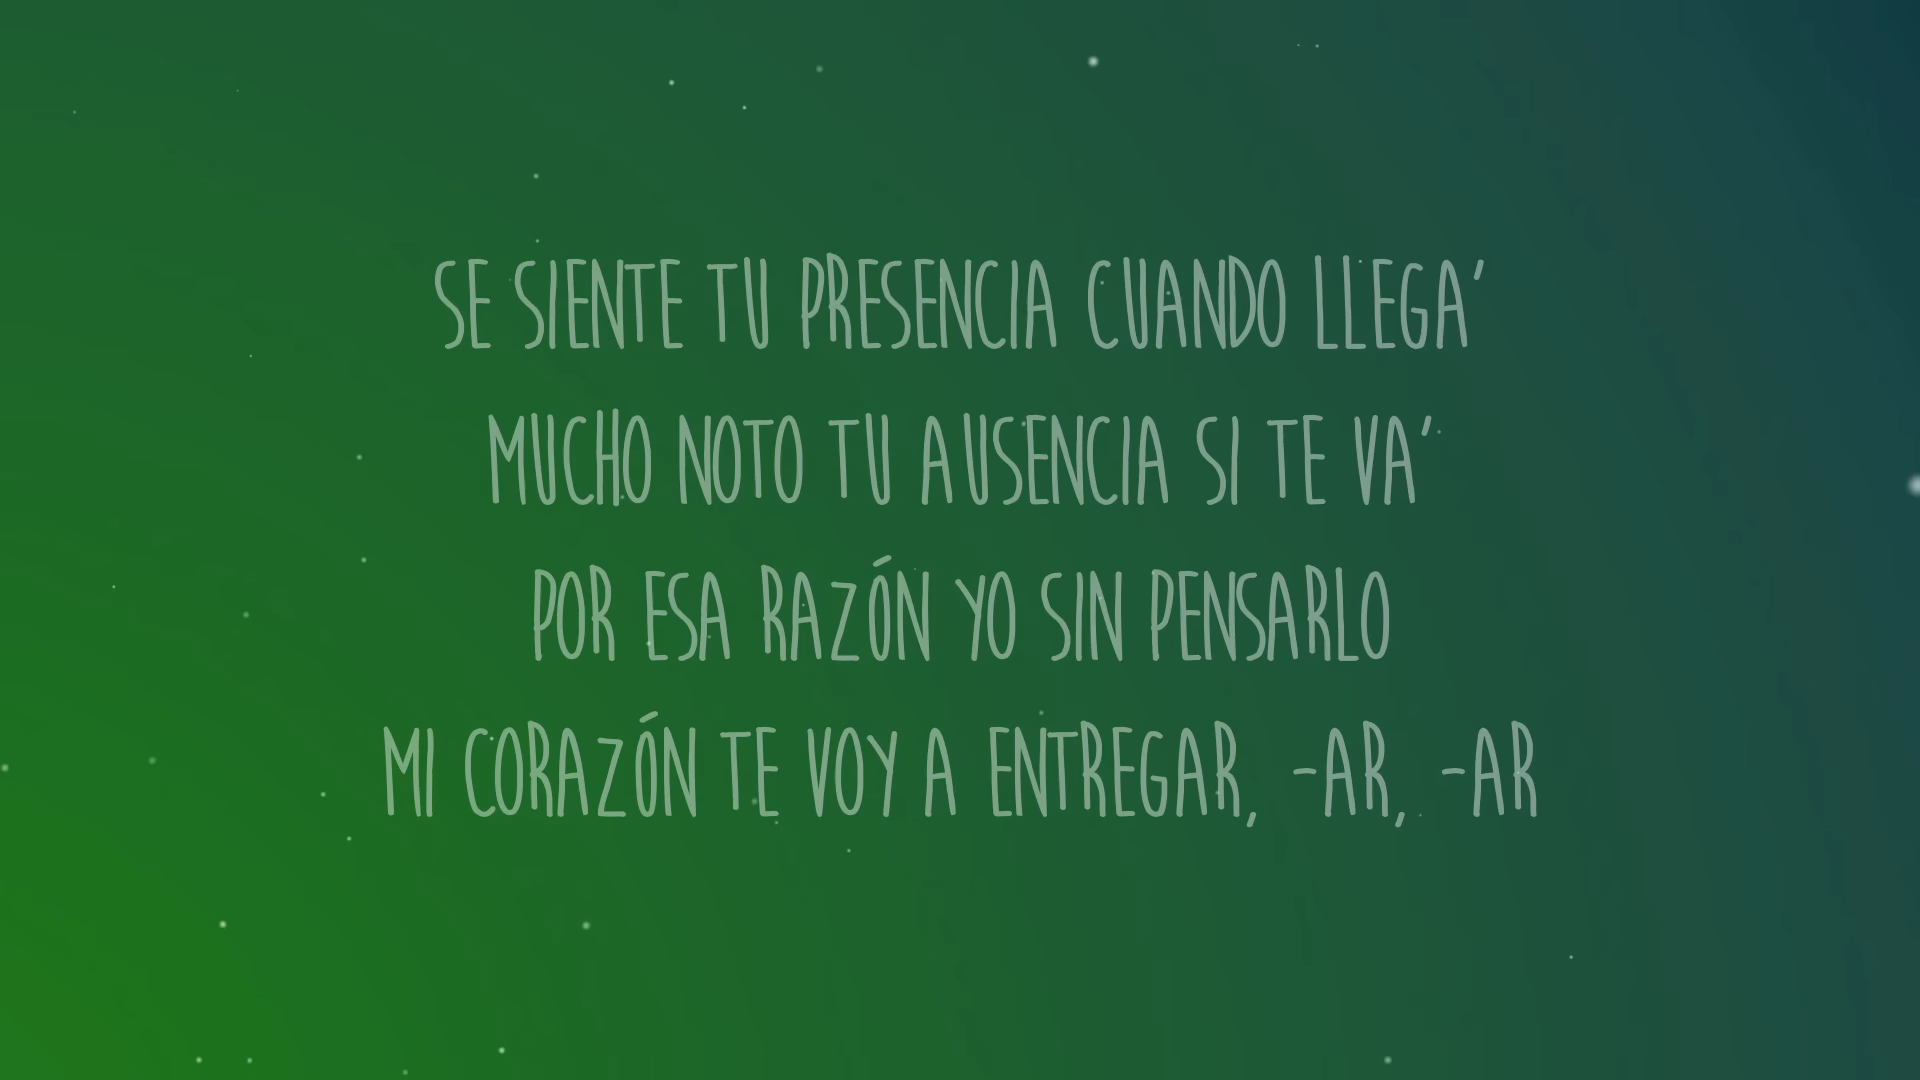 SE SIENTE TU PRESENCIA CUANDO LLEGA'
MUCHO NOTO TU AUSENCIA SI TE VA'
POR ESA RAZÓN YO SIN PENSARLO
MI CORAZÓN TE VOY A ENTREGAR, -AR, -AR